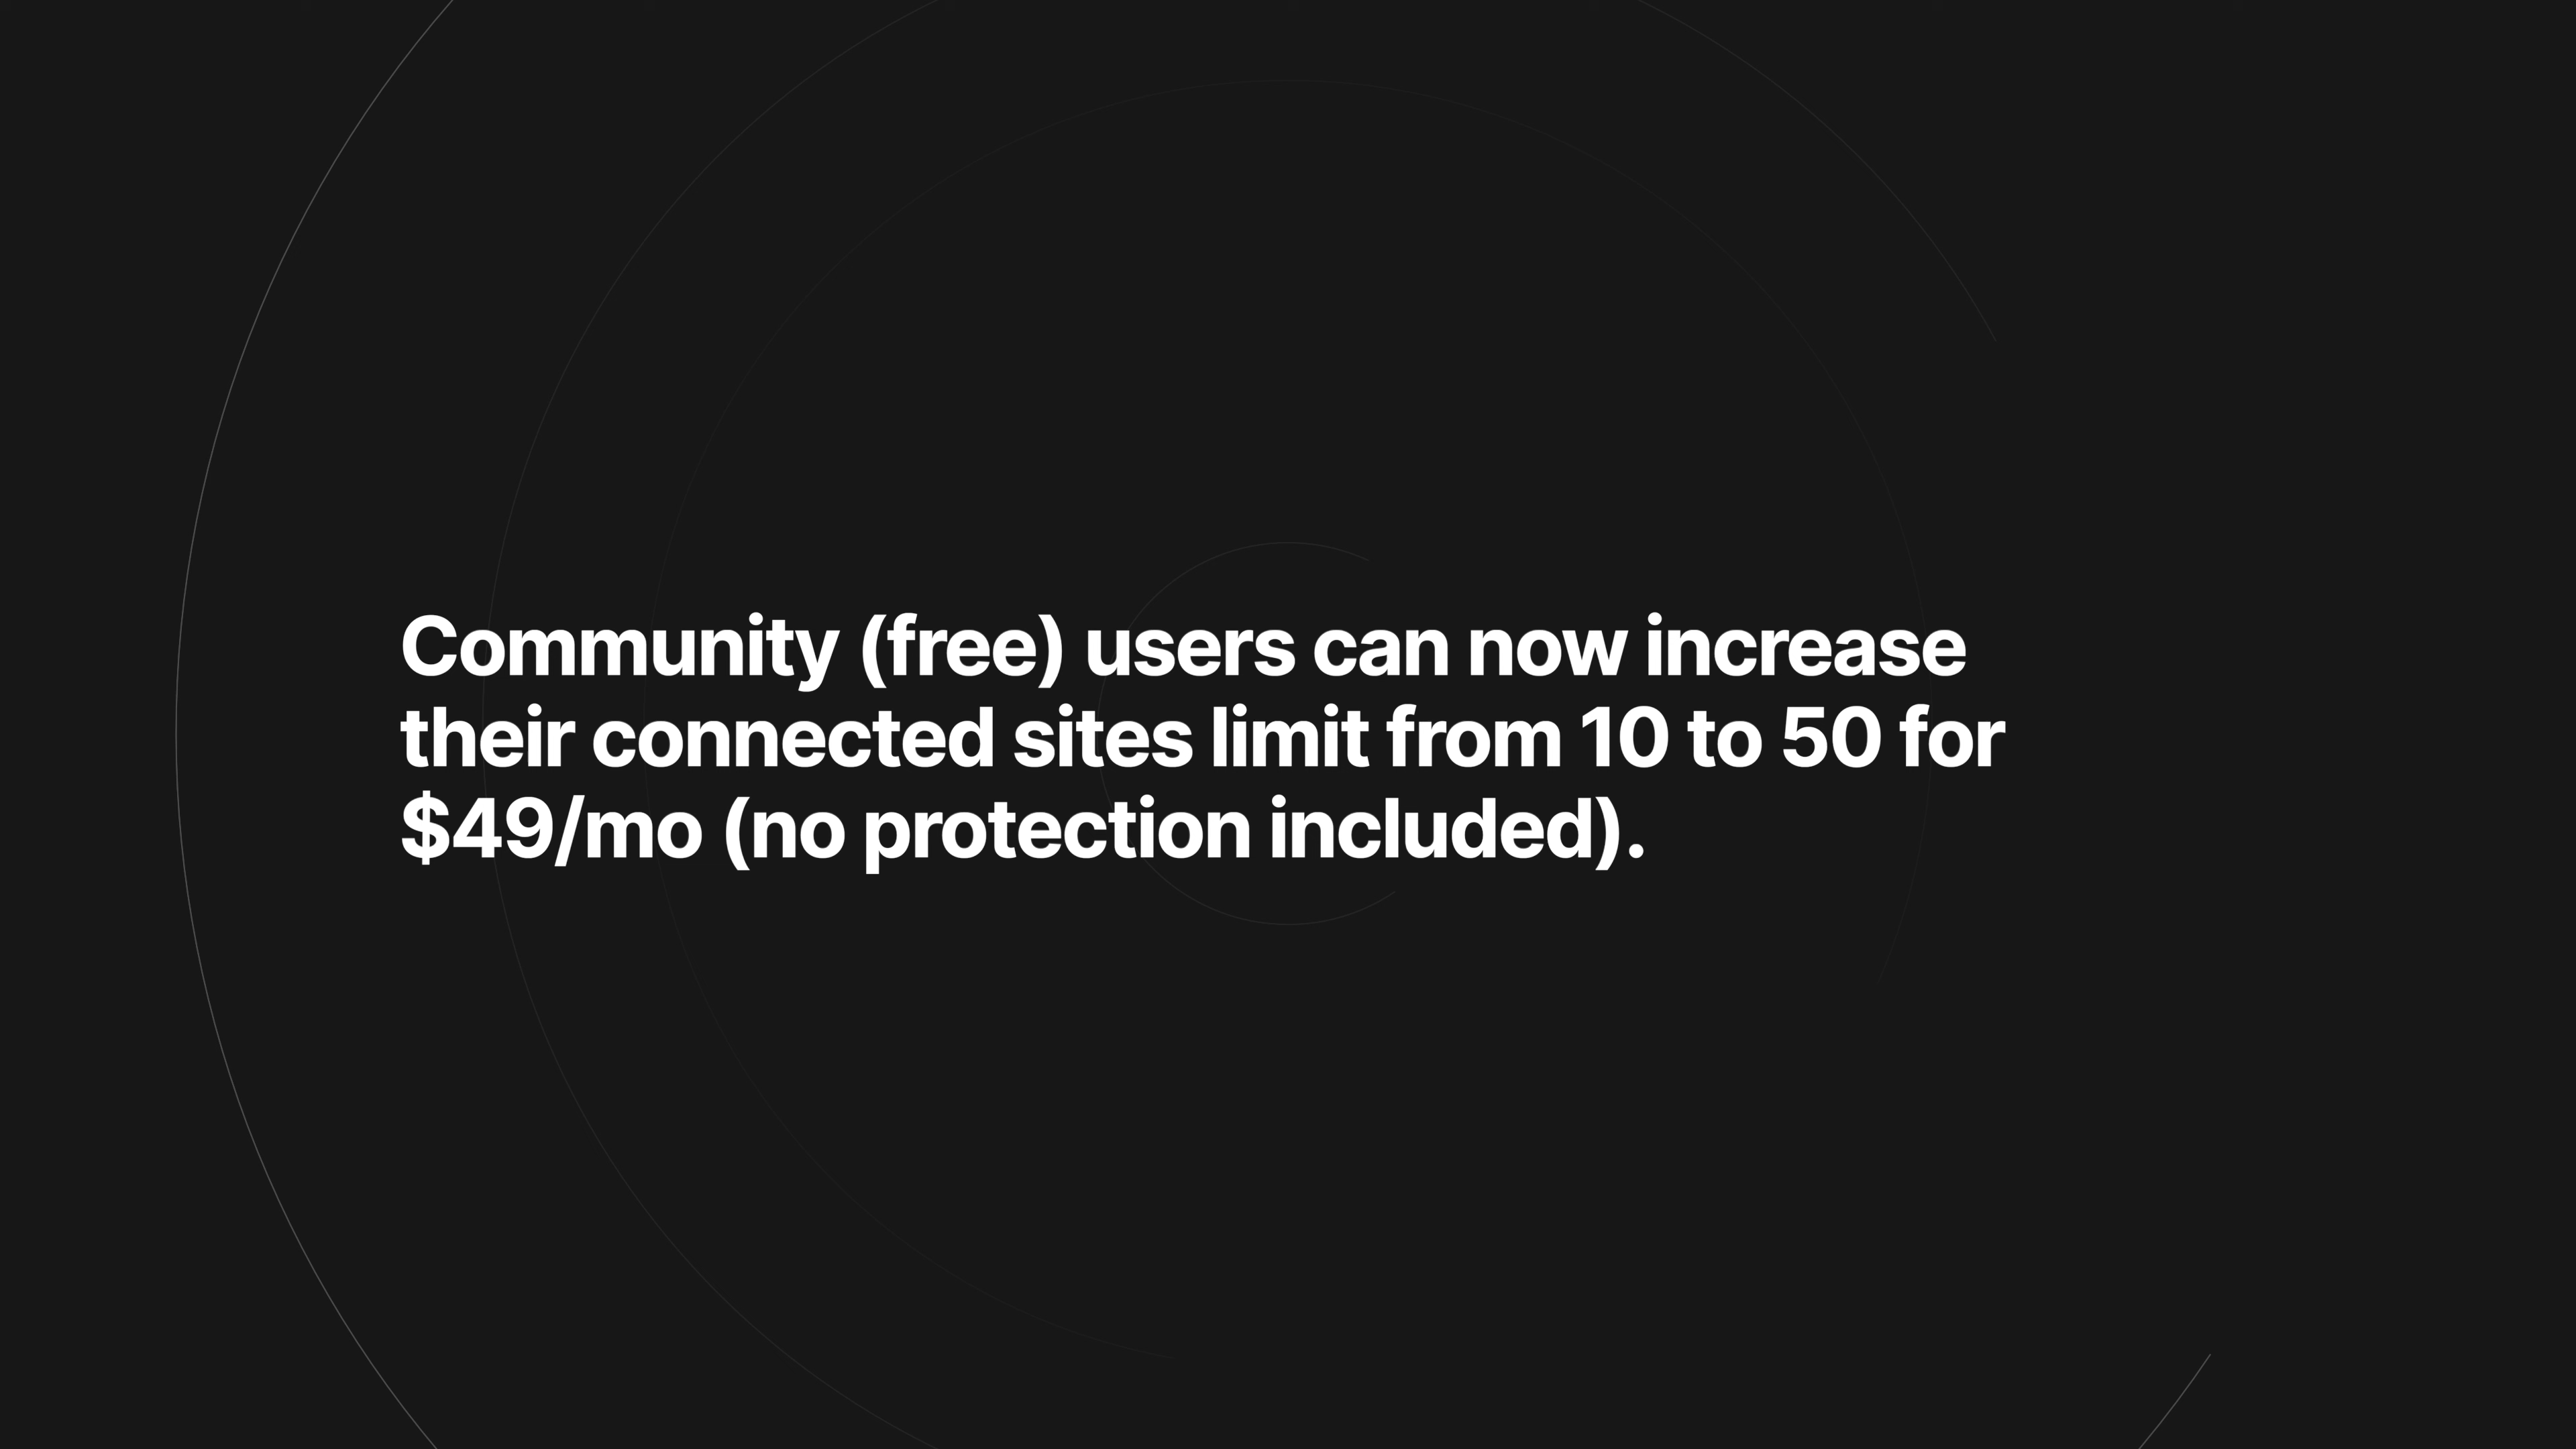 Community (free) users can now increase
their connected sites limit from 10 to 50 for
$49/mo (no protection included).